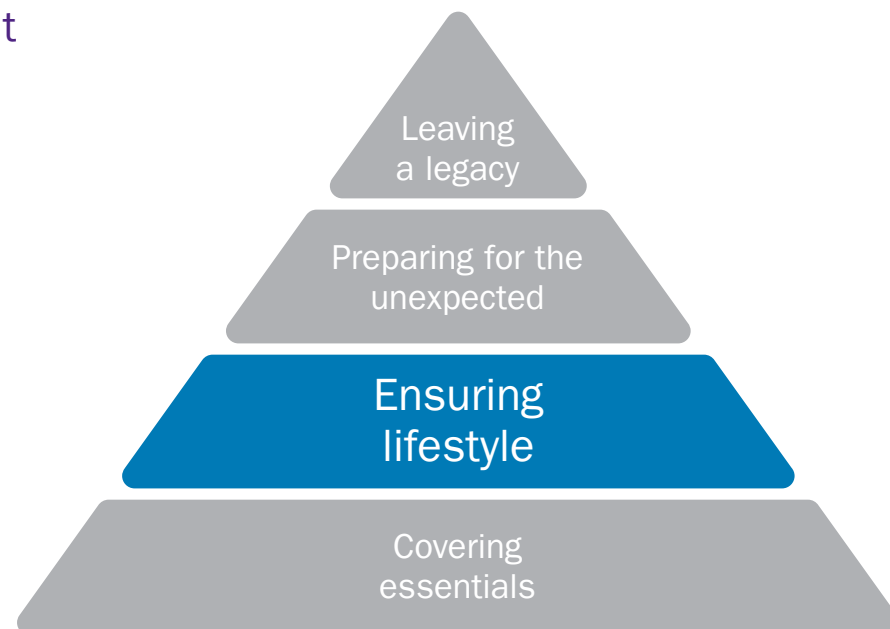 t
Leaving
a legacy
Preparing for the
unexpected
Ensuring
lifestyle
Covering
essentials